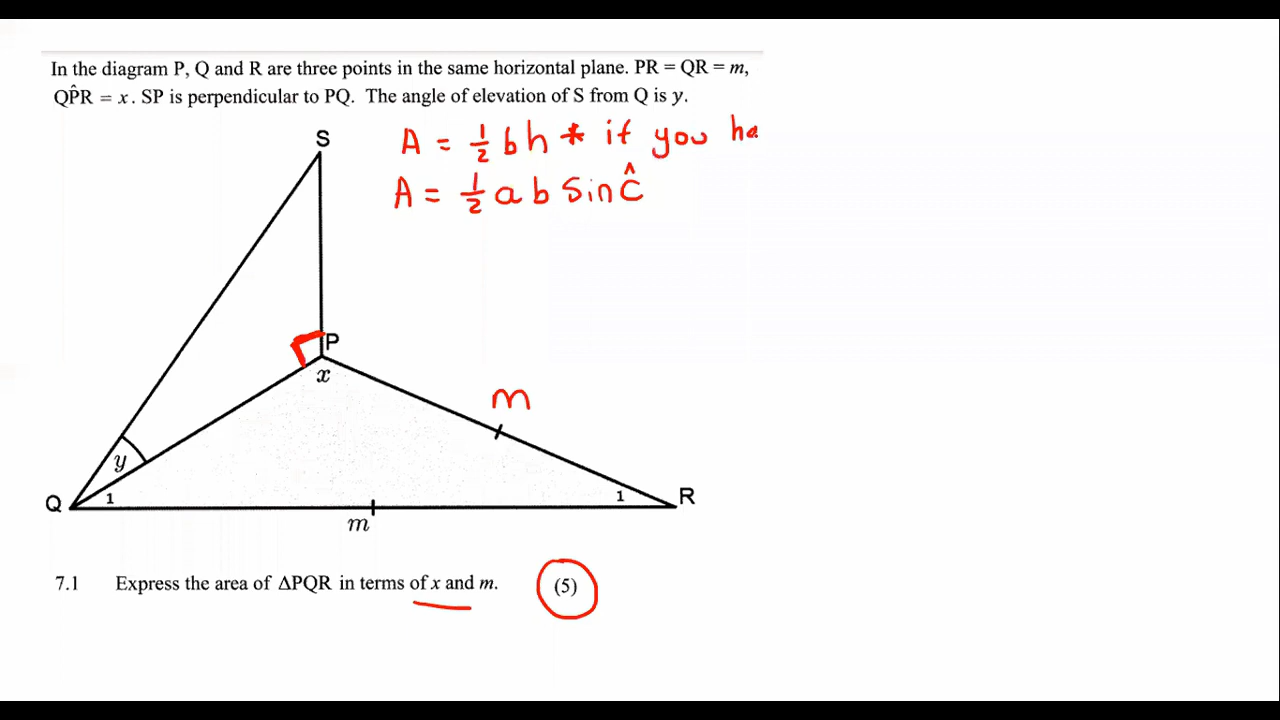 In the diagram P, Q and R are three points in the same horizontal plane. PR = QR = m,
QP̂R = x. SP is perpendicular to PQ. The angle of elevation of S from Q is y.
S
A = ½ bh * if you ha
A = ½ a b Sin Ĉ
P
x
m
y
Q
1
1
R
m
7.1 Express the area of ΔPQR in terms of x and m. (5)